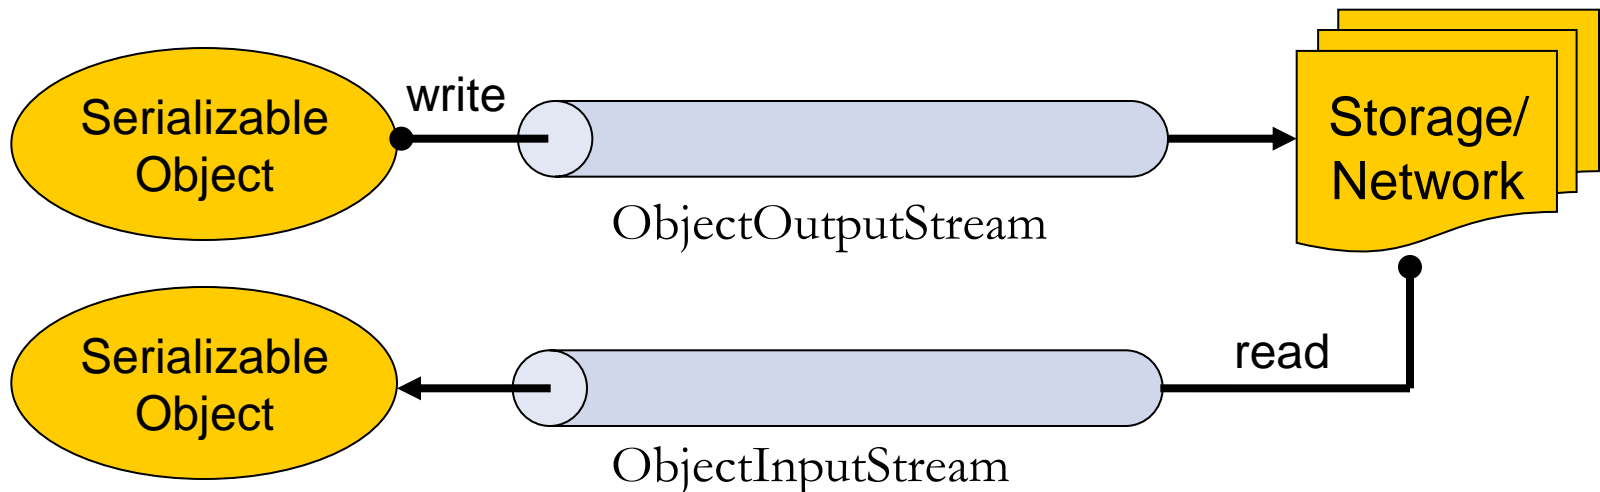 Serializable
Object
write
ObjectOutputStream
Storage/
Network
Serializable
Object
read
ObjectInputStream